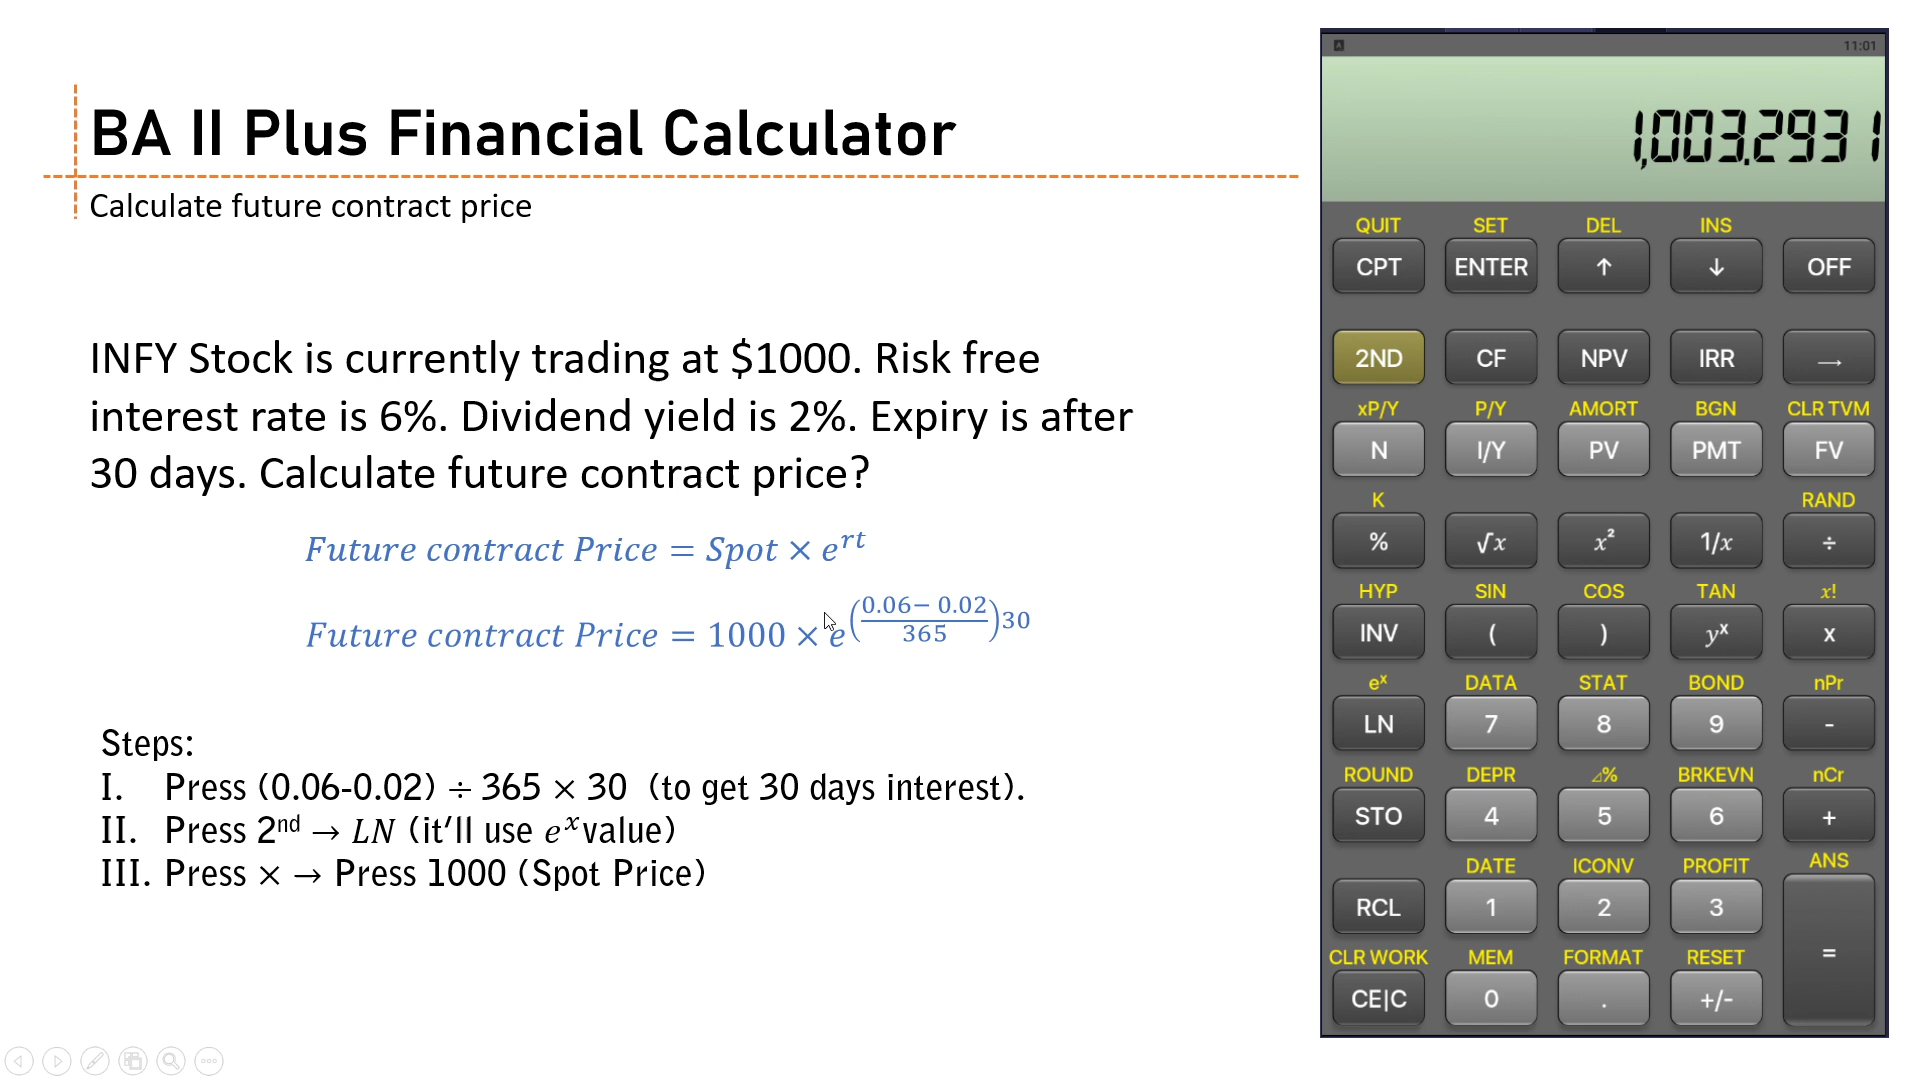 BA II Plus Financial Calculator
Calculate future contract price
INFY Stock is currently trading at $1000. Risk free
interest rate is 6%. Dividend yield is 2%. Expiry is after
30 days. Calculate future contract price?
Future contract Price = Spot × e^rt
Future contract Price = 1000 × e^((0.06− 0.02)/365)30
Steps:
I. Press (0.06-0.02) ÷ 365 × 30 (to get 30 days interest).
II. Press 2nd → LN (it'll use e^x value)
III. Press × → Press 1000 (Spot Price)
A 11:01
1,003.2931
QUIT SET DEL INS
CPT ENTER ↑ ↓ OFF
2ND CF NPV IRR →
xP/Y P/Y AMORT BGN CLR TVM
N I/Y PV PMT FV
K RAND
% √x x² 1/x ÷
HYP SIN COS TAN x!
INV ( ) y^x x
e^x DATA STAT BOND nPr
LN 7 8 9 -
ROUND DEPR ⊿% BRKEVN nCr
STO 4 5 6 +
DATE ICONV PROFIT ANS
RCL 1 2 3
CLR WORK MEM FORMAT RESET
CE|C 0 . +/- =